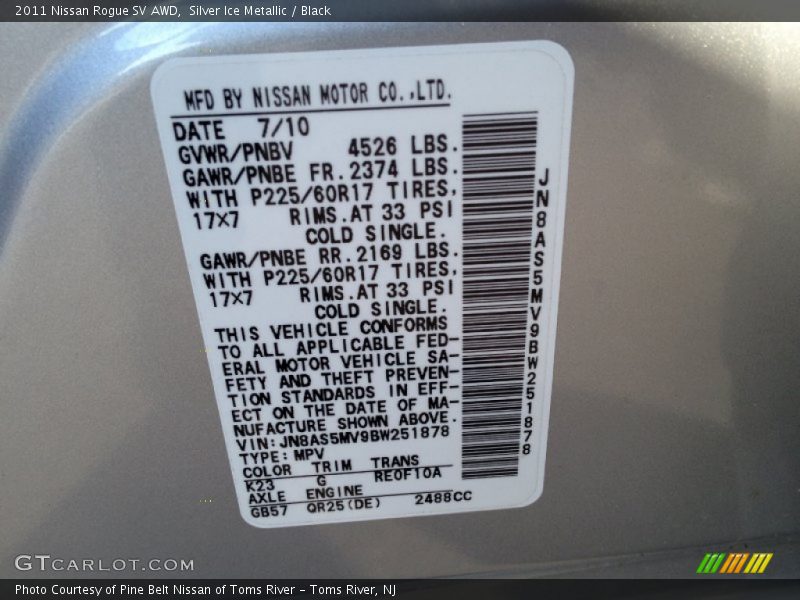 2011 Nissan Rogue SV AWD, Silver Ice Metallic / Black
MFD BY NISSAN MOTOR CO.,LTD.
DATE 7/10
GVWR/PNBV 4526 LBS.
GAWR/PNBE FR. 2374 LBS.
WITH P225/60R17 TIRES,
17×7 RIMS. AT 33 PSI
COLD SINGLE.
GAWR/PNBE RR. 2169 LBS.
WITH P225/60R17 TIRES,
17×7 RIMS. AT 33 PSI
COLD SINGLE.
THIS VEHICLE CONFORMS
TO ALL APPLICABLE FED-
ERAL MOTOR VEHICLE SA-
FETY AND THEFT PREVEN-
TION STANDARDS IN EFF-
ECT ON THE DATE OF MA-
NUFACTURE SHOWN ABOVE.
VIN: JN8AS5MV9BW251878
TYPE: MPV
COLOR TRIM TRANS
K23 G RE0F10A
AXLE ENGINE
GB57 QR25(DE) 2488CC
JN8AS5MV9BW251878
GTCARLOT.COM
Photo Courtesy of Pine Belt Nissan of Toms River – Toms River, NJ